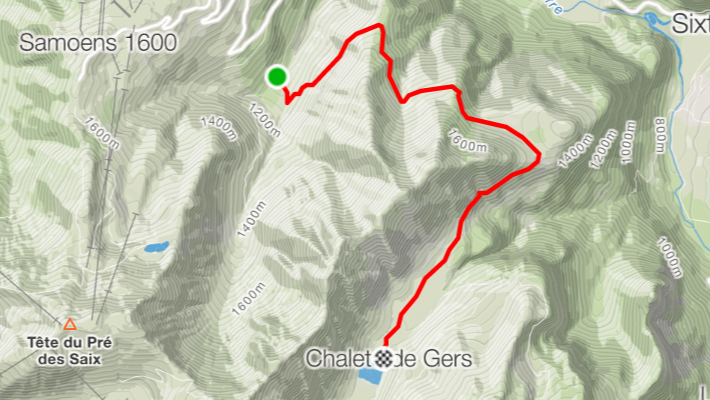 Samoens 1600
Sixt
1600m
1400m
1200m
1600m
1400m
1200m
1000m
800m
1400m
1600m
1000m
Tête du Pré
des Saix
Chalet de Gers